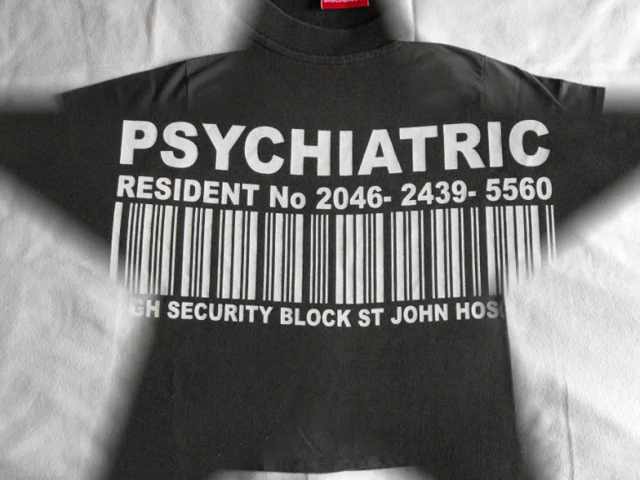 PSYCHIATRIC
RESIDENT No 2046- 2439- 5560
SECURITY BLOCK ST JOHN